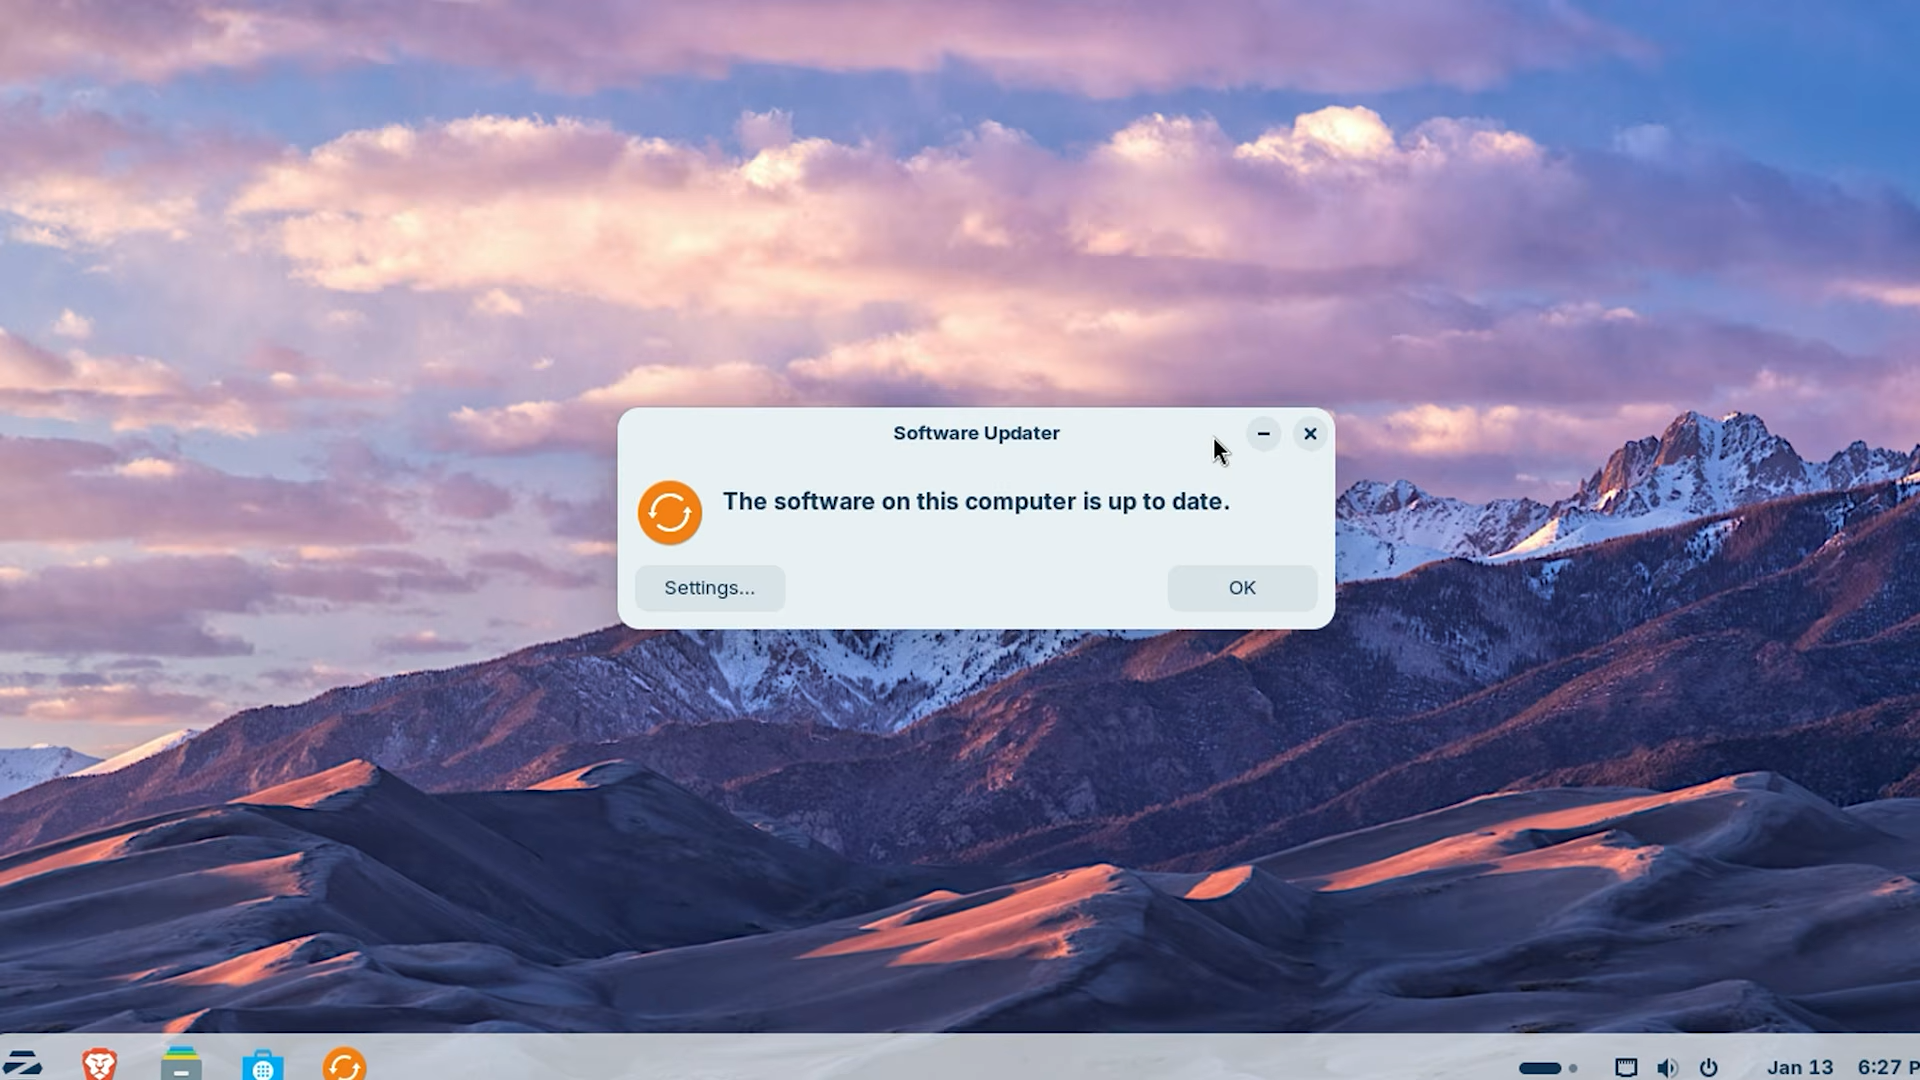 Software Updater
The software on this computer is up to date.
Settings...
OK
Jan 13
6:27 P